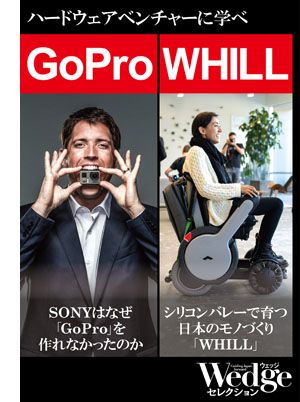 ハードウェアベンチャーに学べ
GoPro
WHILL
SONYはなぜ
「GoPro」を
作れなかったのか
シリコンバレーで育つ
日本のモノづくり
「WHILL」
Wedge
ウェッジ
セレクション